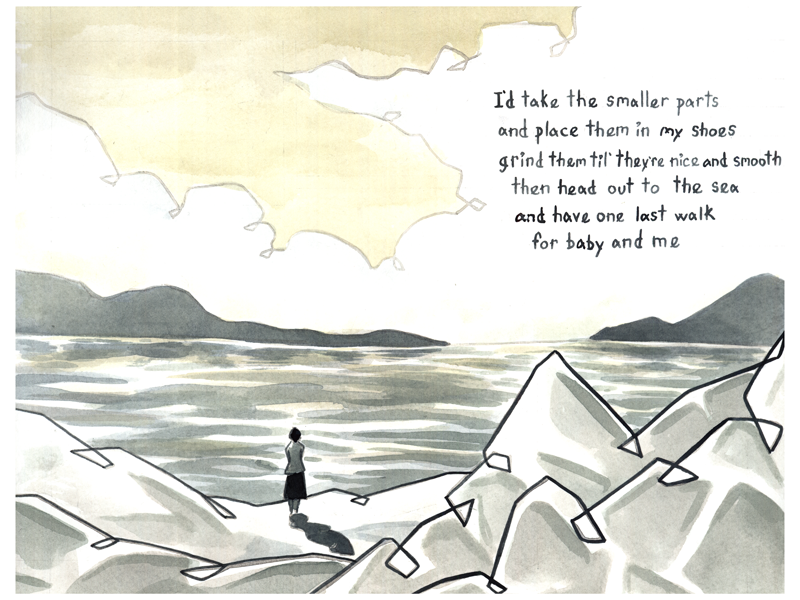 I'd take the smaller parts
and place them in my shoes
grind them til' they're nice and smooth
then head out to the sea
and have one last walk
for baby and me